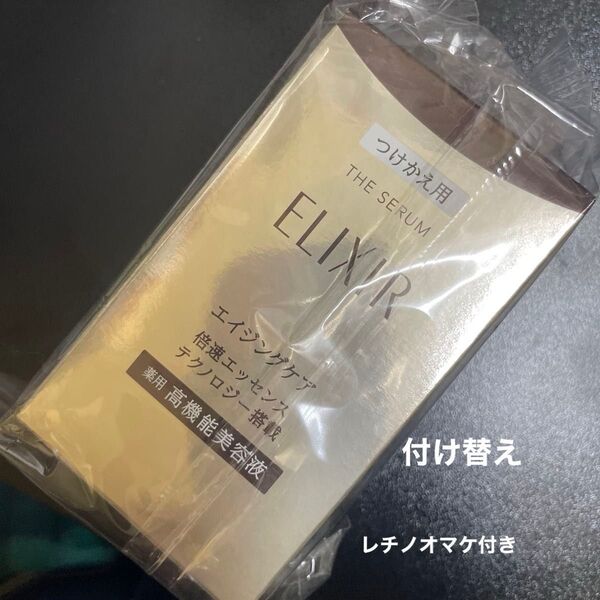 つけかえ用
THE SERUM
ELIXIR
エイジングケア
倍速エッセンス
テクノロジー搭載
薬用 高機能美容液
付け替え
レチノオマケ付き